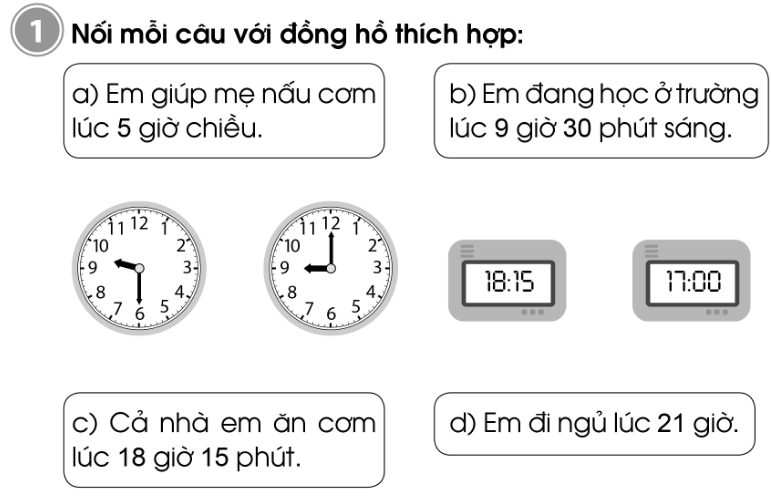 1 Nối mỗi câu với đồng hồ thích hợp:
a) Em giúp mẹ nấu cơm
lúc 5 giờ chiều.
b) Em đang học ở trường
lúc 9 giờ 30 phút sáng.
12 1 2 3 4 5 6 7 8 9 10 11
12 1 2 3 4 5 6 7 8 9 10 11
18:15
17:00
c) Cả nhà em ăn cơm
lúc 18 giờ 15 phút.
d) Em đi ngủ lúc 21 giờ.